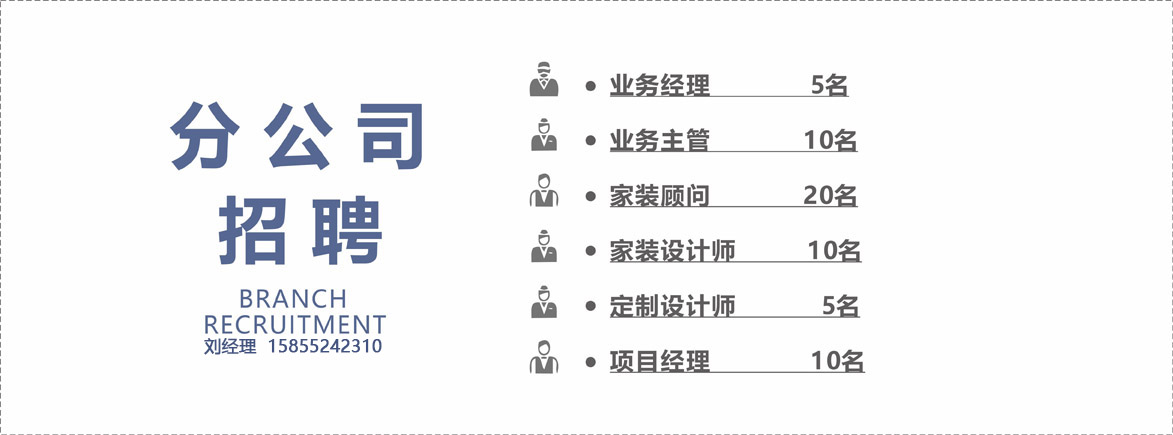 分公司
招聘
BRANCH
RECRUITMENT
刘经理 15855242310
• 业务经理 5名
• 业务主管 10名
• 家装顾问 20名
• 家装设计师 10名
• 定制设计师 5名
• 项目经理 10名